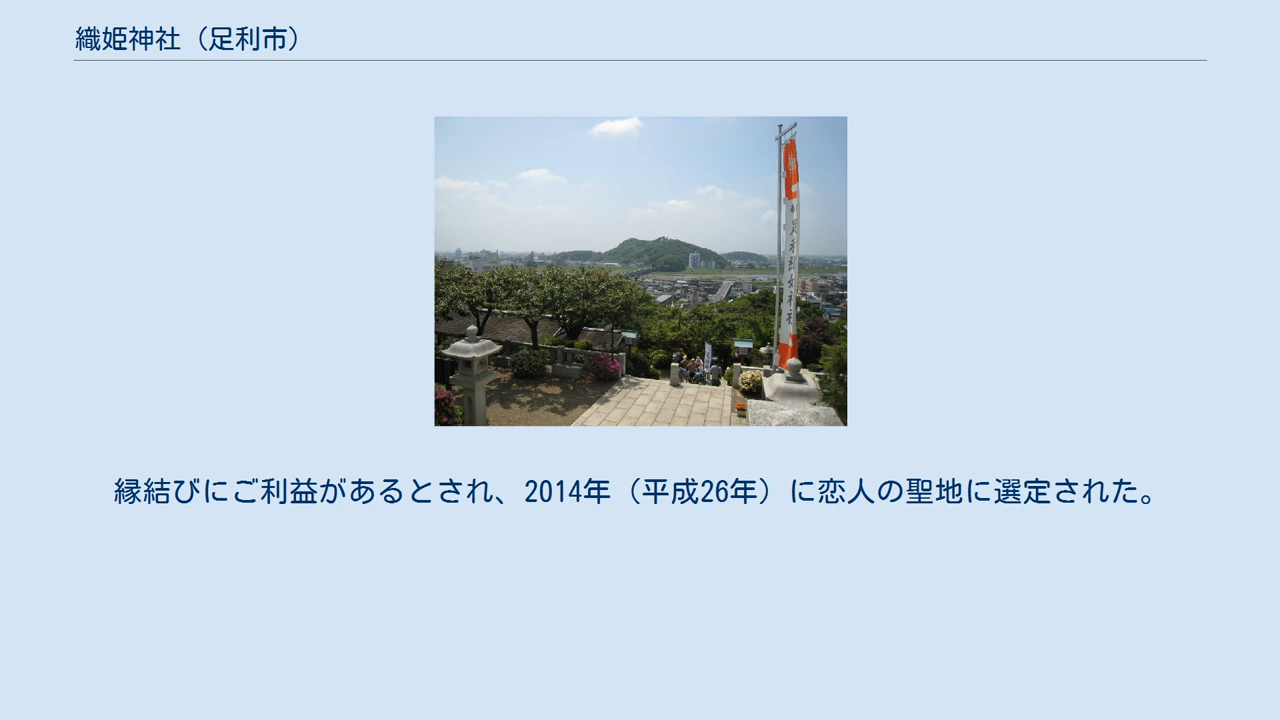 織姫神社（足利市）
縁結びにご利益があるとされ、2014年（平成26年）に恋人の聖地に選定された。